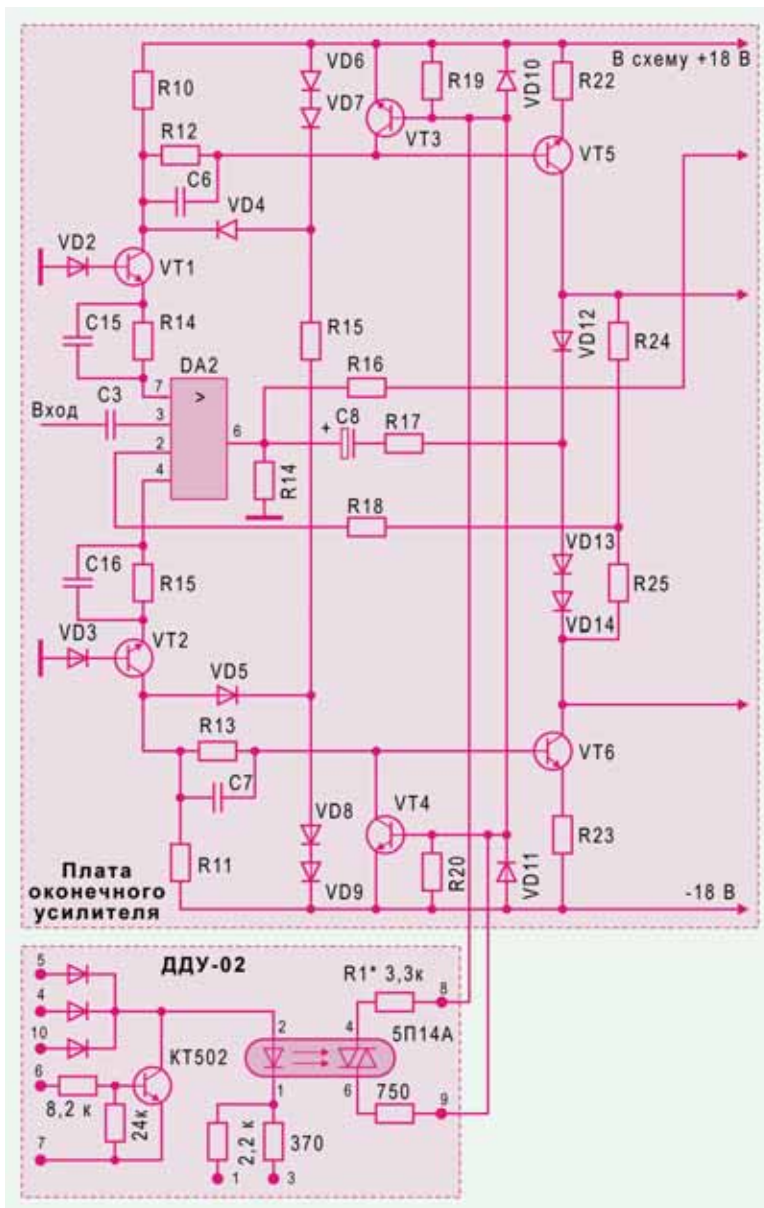 В схему +18 В
VD6
R10
VD7
R19
VD10
R22
R12
VT3
VT5
C6
VD4
VD2
VT1
C15
R14
R15
VD12
R24
DA2
R16
7
>
C3
Вход
3
6
+
C8
R17
2
4
R14
R18
VD13
C16
R15
R25
VD14
VD3
VT2
VD5
R13
VT6
C7
VT4
VD8
R11
R20
VD11
R23
VD9
Плата
оконечного
усилителя
-18 В
ДДУ-02
5
R1* 3,3к
8
4
2
4
5П14А
10
КТ502
6
1
6
750
9
8,2 к
24к
2,2 к
370
7
1
3